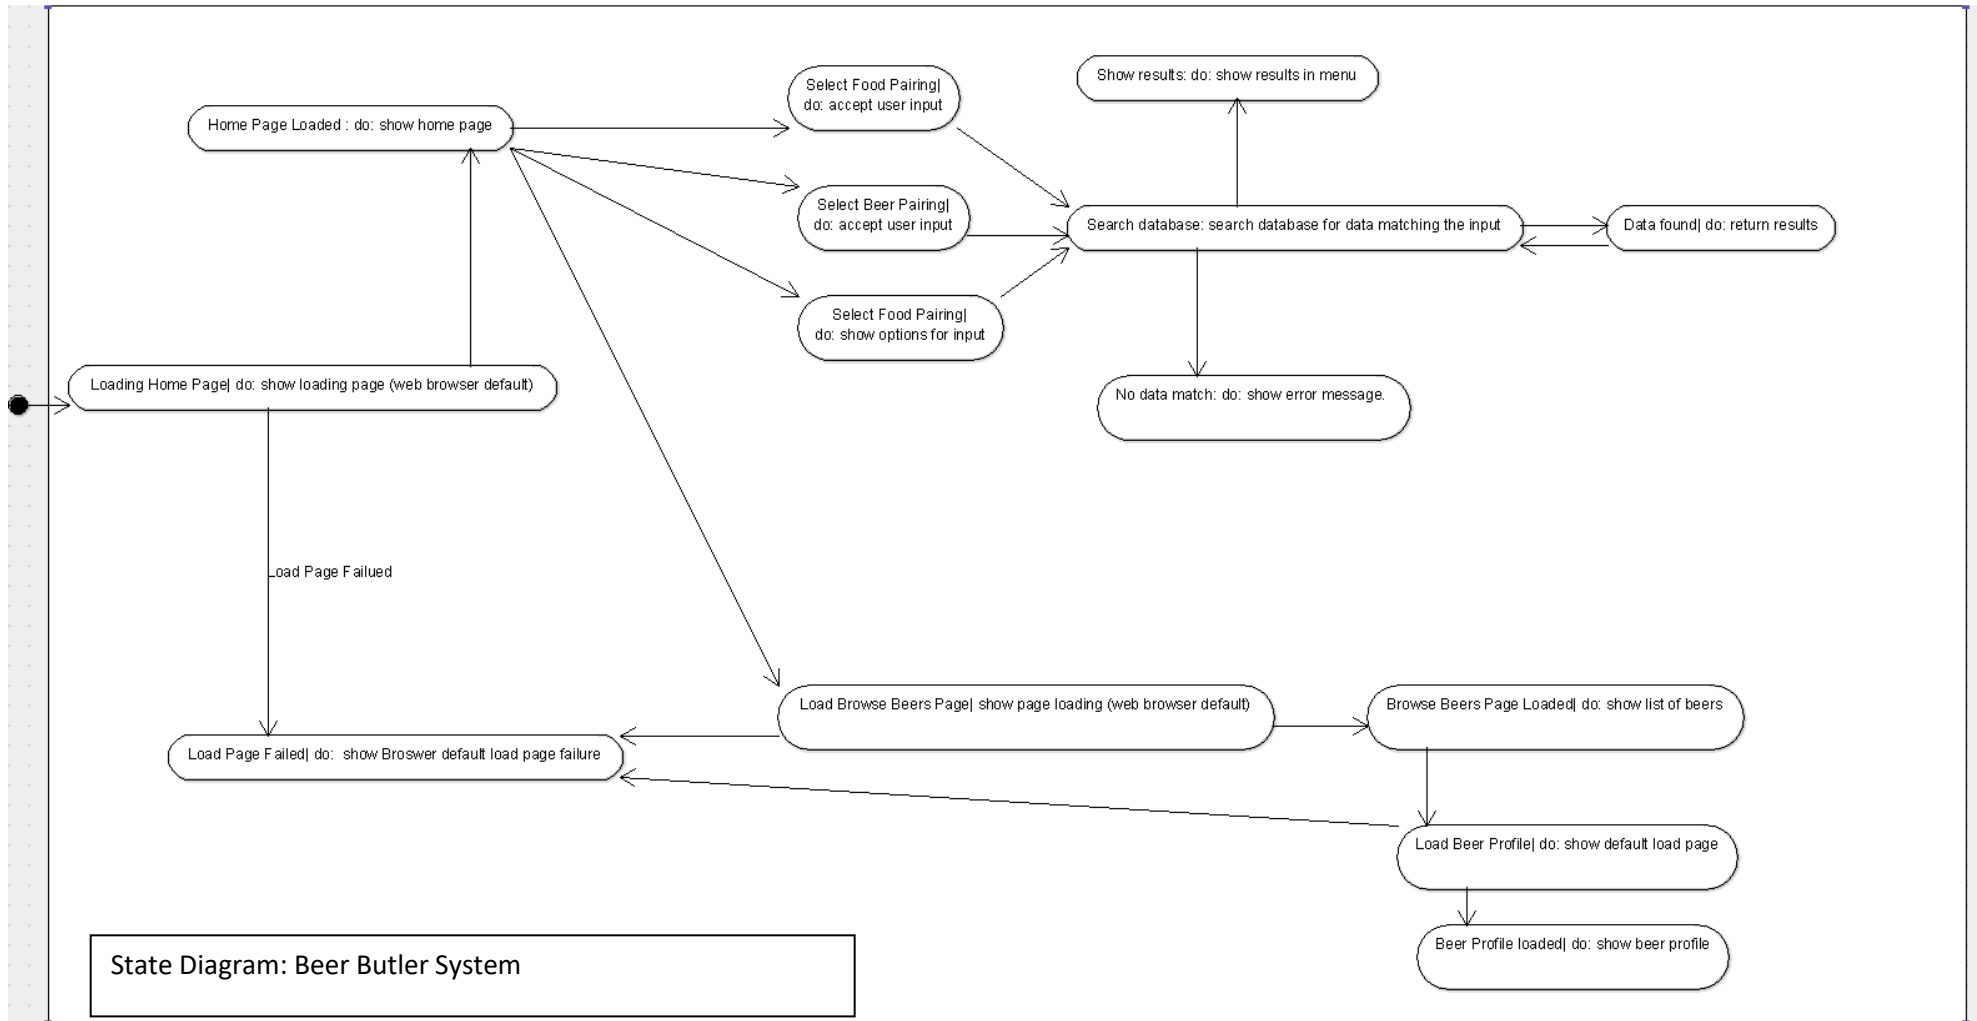 Show results: do: show results in menu
Select Food Pairing|
do: accept user input
Home Page Loaded : do: show home page
Select Beer Pairing|
do: accept user input
Search database: search database for data matching the input
Data found| do: return results
Select Food Pairing|
do: show options for input
Loading Home Page| do: show loading page (web browser default)
No data match: do: show error message.
Load Page Failued
Load Browse Beers Page| show page loading (web browser default)
Browse Beers Page Loaded| do: show list of beers
Load Page Failed| do:  show Broswer default load page failure
Load Beer Profile| do: show default load page
Beer Profile loaded| do: show beer profile
State Diagram: Beer Butler System